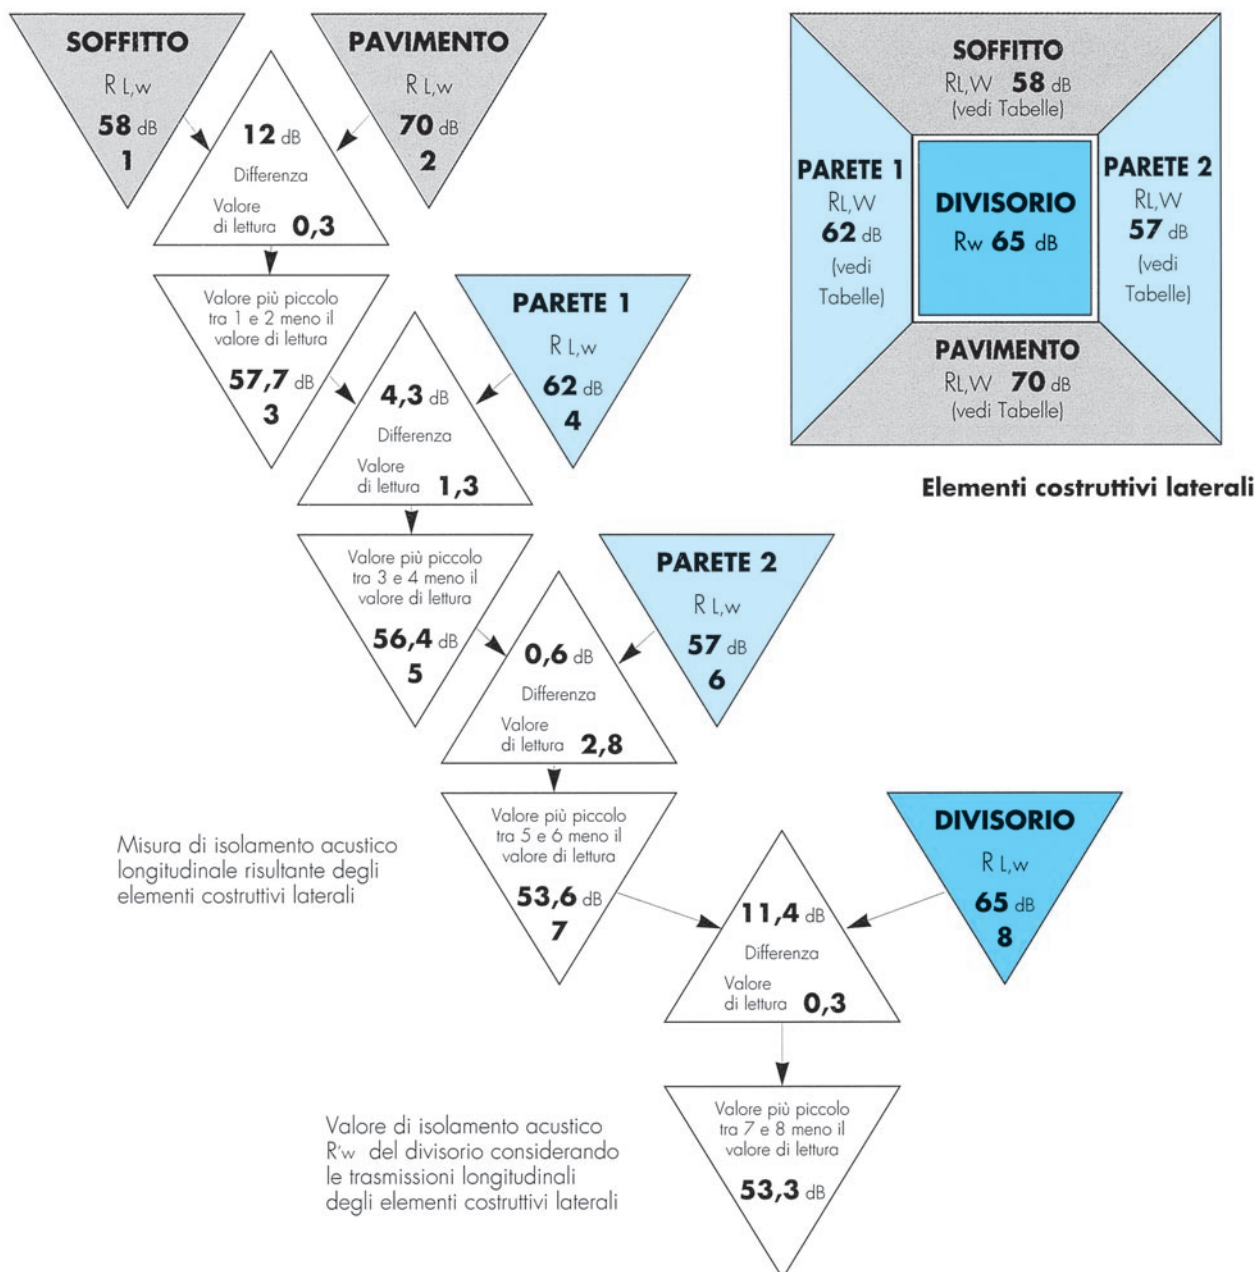 SOFFITTO
R L,w
58 dB
1
PAVIMENTO
R L,w
70 dB
2
12 dB
Differenza
Valore
di lettura 0,3
Valore più piccolo
tra 1 e 2 meno il
valore di lettura
57,7 dB
3
PARETE 1
R L,w
62 dB
4
4,3 dB
Differenza
Valore
di lettura 1,3
Valore più piccolo
tra 3 e 4 meno il
valore di lettura
56,4 dB
5
PARETE 2
R L,w
57 dB
6
0,6 dB
Differenza
Valore
di lettura 2,8
Valore più piccolo
tra 5 e 6 meno il
valore di lettura
53,6 dB
7
Misura di isolamento acustico
longitudinale risultante degli
elementi costruttivi laterali
DIVISORIO
R L,w
65 dB
8
11,4 dB
Differenza
Valore
di lettura 0,3
Valore più piccolo
tra 7 e 8 meno il
valore di lettura
53,3 dB
Valore di isolamento acustico
R'w del divisorio considerando
le trasmissioni longitudinali
degli elementi costruttivi laterali
SOFFITTO
RL,W 58 dB
(vedi Tabelle)
PARETE 1
RL,W
62 dB
(vedi
Tabelle)
DIVISORIO
Rw 65 dB
PARETE 2
RL,W
57 dB
(vedi
Tabelle)
PAVIMENTO
RL,W 70 dB
(vedi Tabelle)
Elementi costruttivi laterali